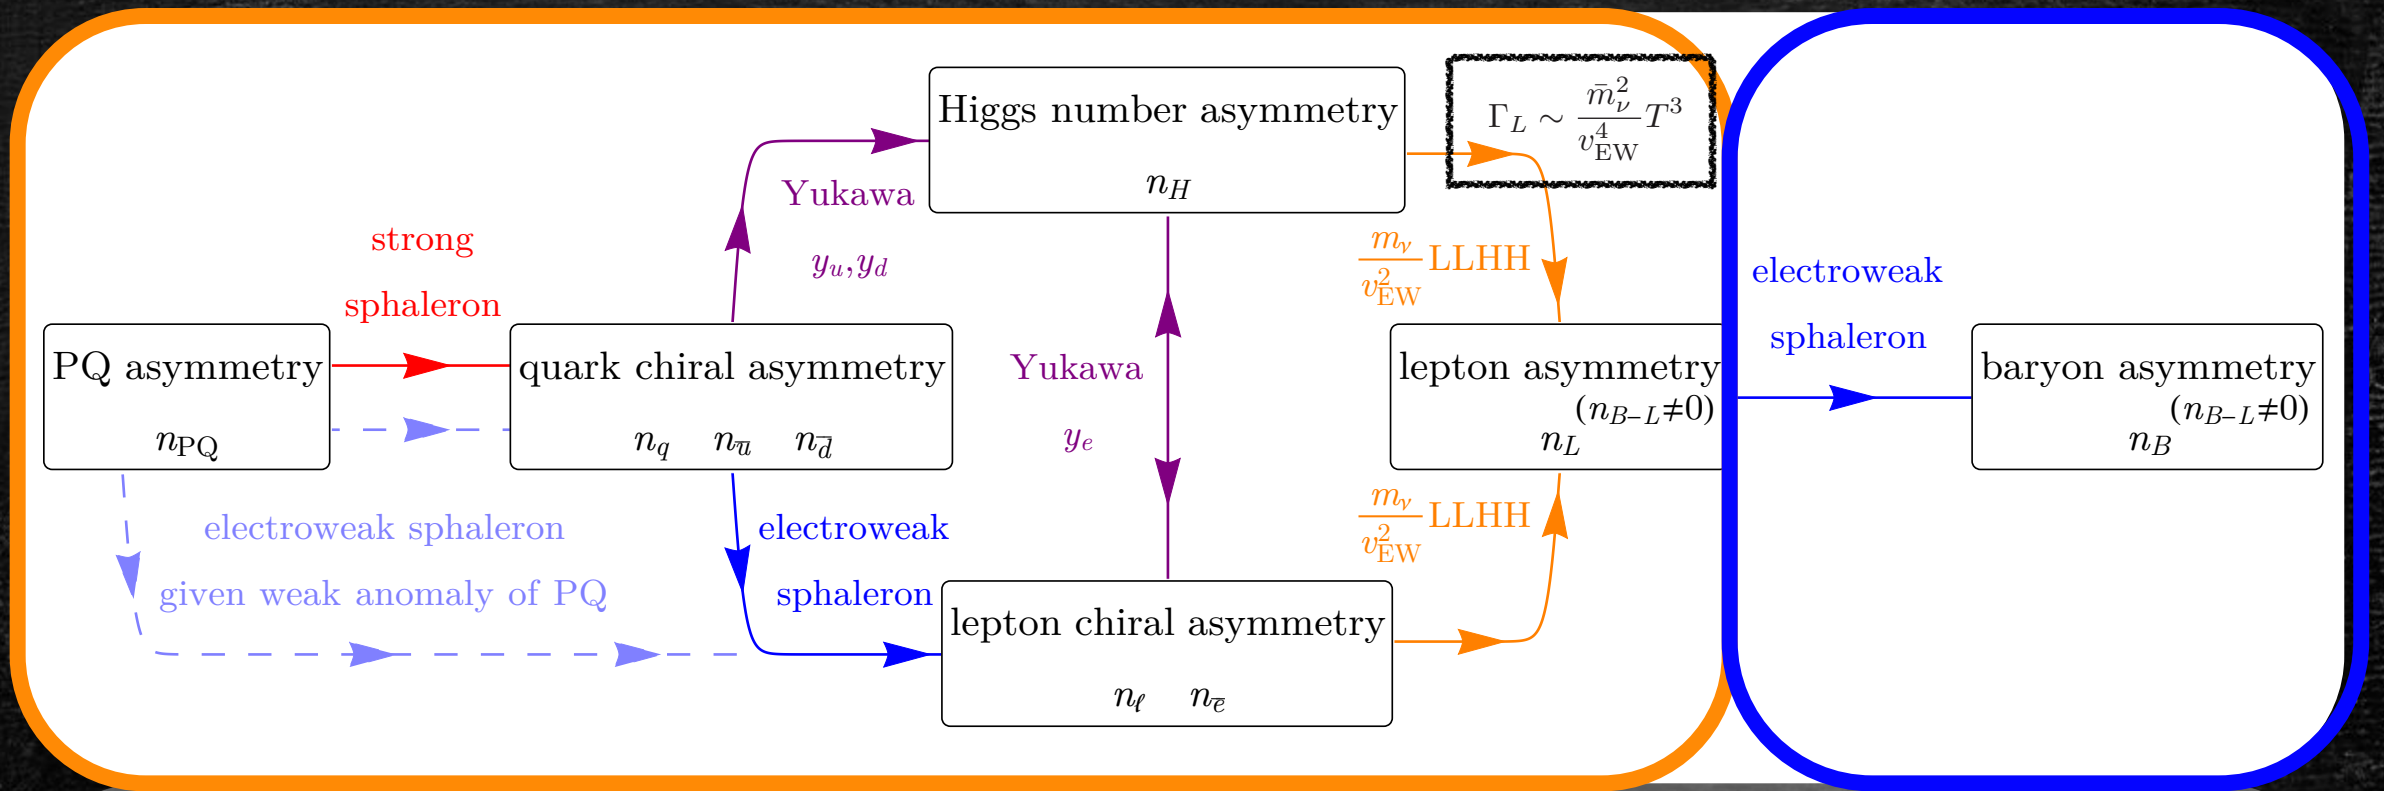 Higgs number asymmetry
n_H
Γ_L ∼ m̄_ν^2 / v_EW^4 T^3
Yukawa
y_u,y_d
strong
sphaleron
m_ν / v_EW^2 LLHH
electroweak
sphaleron
PQ asymmetry
n_PQ
quark chiral asymmetry
n_q n_ū n_d̄
Yukawa
y_e
lepton asymmetry
(n_B−L≠0)
n_L
baryon asymmetry
(n_B−L≠0)
n_B
electroweak sphaleron
given weak anomaly of PQ
electroweak
sphaleron
m_ν / v_EW^2 LLHH
lepton chiral asymmetry
n_ℓ n_ē